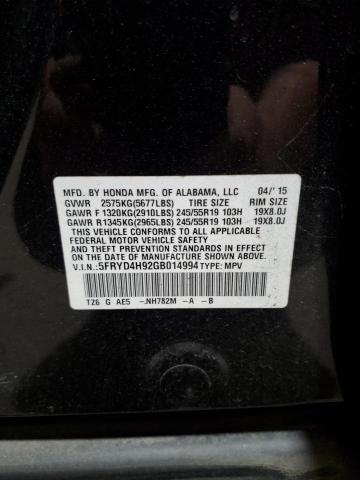 MFD. BY HONDA MFG. OF ALABAMA, LLC 04/'15
GVWR 2575KG(5677LBS) TIRE SIZE RIM SIZE
GAWR F 1320KG(2910LBS) 245/55R19 103H 19X8.0J
GAWR R 1345KG(2965LBS) 245/55R19 103H 19X8.0J
THIS VEHICLE CONFORMS TO ALL APPLICABLE
FEDERAL MOTOR VEHICLE SAFETY STANDARDS
IN EFFECT ON THE DATE OF
MANUFACTURE SHOWN ABOVE.
V.I.N.: 5FRYD4H92GB014994 TYPE: MPV
TZ6 G AE5 -.NH782M -A -B